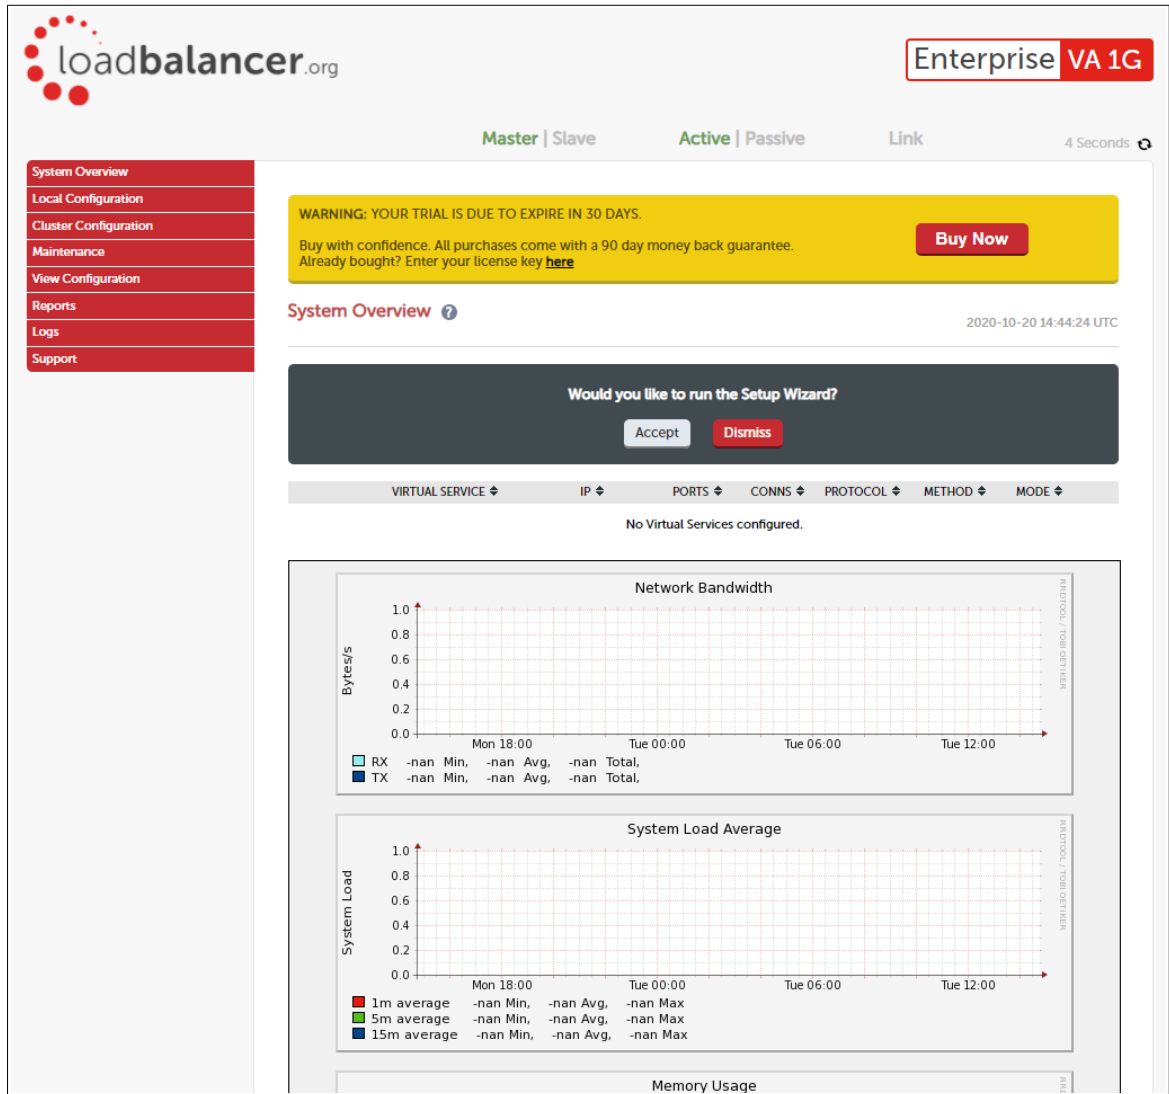 loadbalancer.org
Enterprise VA 1G
Master | Slave Active | Passive Link 4 Seconds
System Overview
Local Configuration
Cluster Configuration
Maintenance
View Configuration
Reports
Logs
Support
WARNING: YOUR TRIAL IS DUE TO EXPIRE IN 30 DAYS.
Buy with confidence. All purchases come with a 90 day money back guarantee.
Already bought? Enter your license key here
Buy Now
System Overview ?
2020-10-20 14:44:24 UTC
Would you like to run the Setup Wizard?
Accept Dismiss
VIRTUAL SERVICE IP PORTS CONNS PROTOCOL METHOD MODE
No Virtual Services configured.
Network Bandwidth
RRDTOOL / TOBI OETIKER
Bytes/s
1.0
0.8
0.6
0.4
0.2
0.0
Mon 18:00 Tue 00:00 Tue 06:00 Tue 12:00
RX -nan Min, -nan Avg, -nan Total,
TX -nan Min, -nan Avg, -nan Total,
System Load Average
RRDTOOL / TOBI OETIKER
System Load
1.0
0.8
0.6
0.4
0.2
0.0
Mon 18:00 Tue 00:00 Tue 06:00 Tue 12:00
1m average -nan Min, -nan Avg, -nan Max
5m average -nan Min, -nan Avg, -nan Max
15m average -nan Min, -nan Avg, -nan Max
Memory Usage